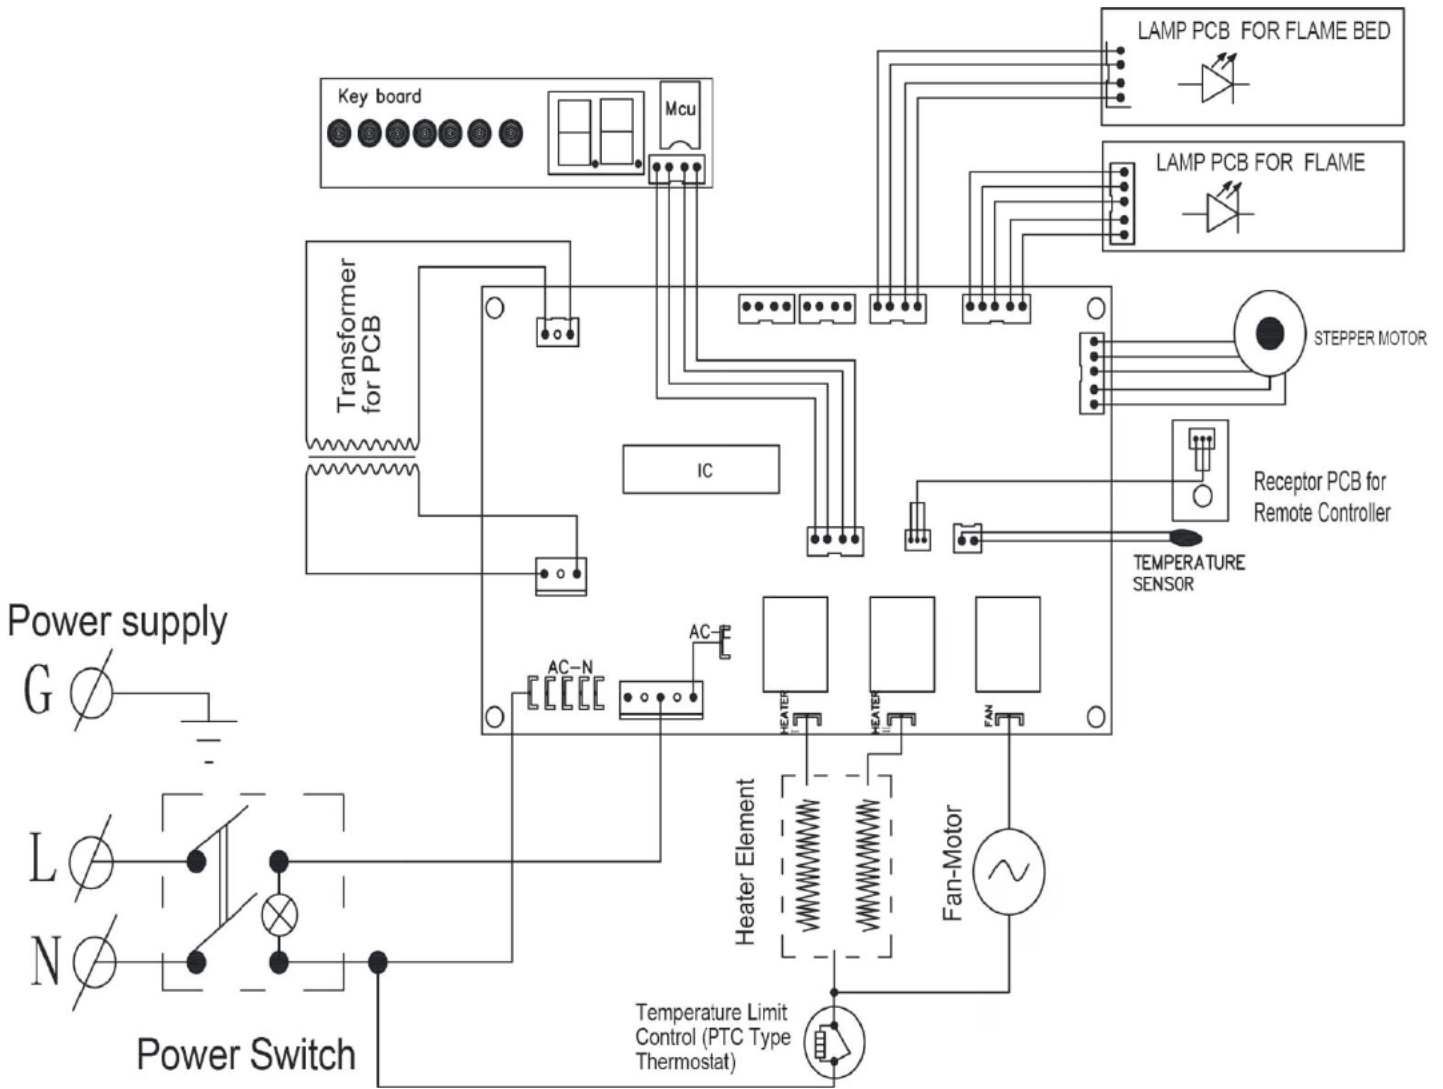 LAMP PCB FOR FLAME BED
Key board
Mcu
LAMP PCB FOR FLAME
Transformer
for PCB
STEPPER MOTOR
IC
Receptor PCB for
Remote Controller
TEMPERATURE
SENSOR
Power supply
G
AC-N
AC-
HEATER
HEATER
FAN
L
N
Heater Element
Fan-Motor
Temperature Limit
Control (PTC Type
Thermostat)
Power Switch